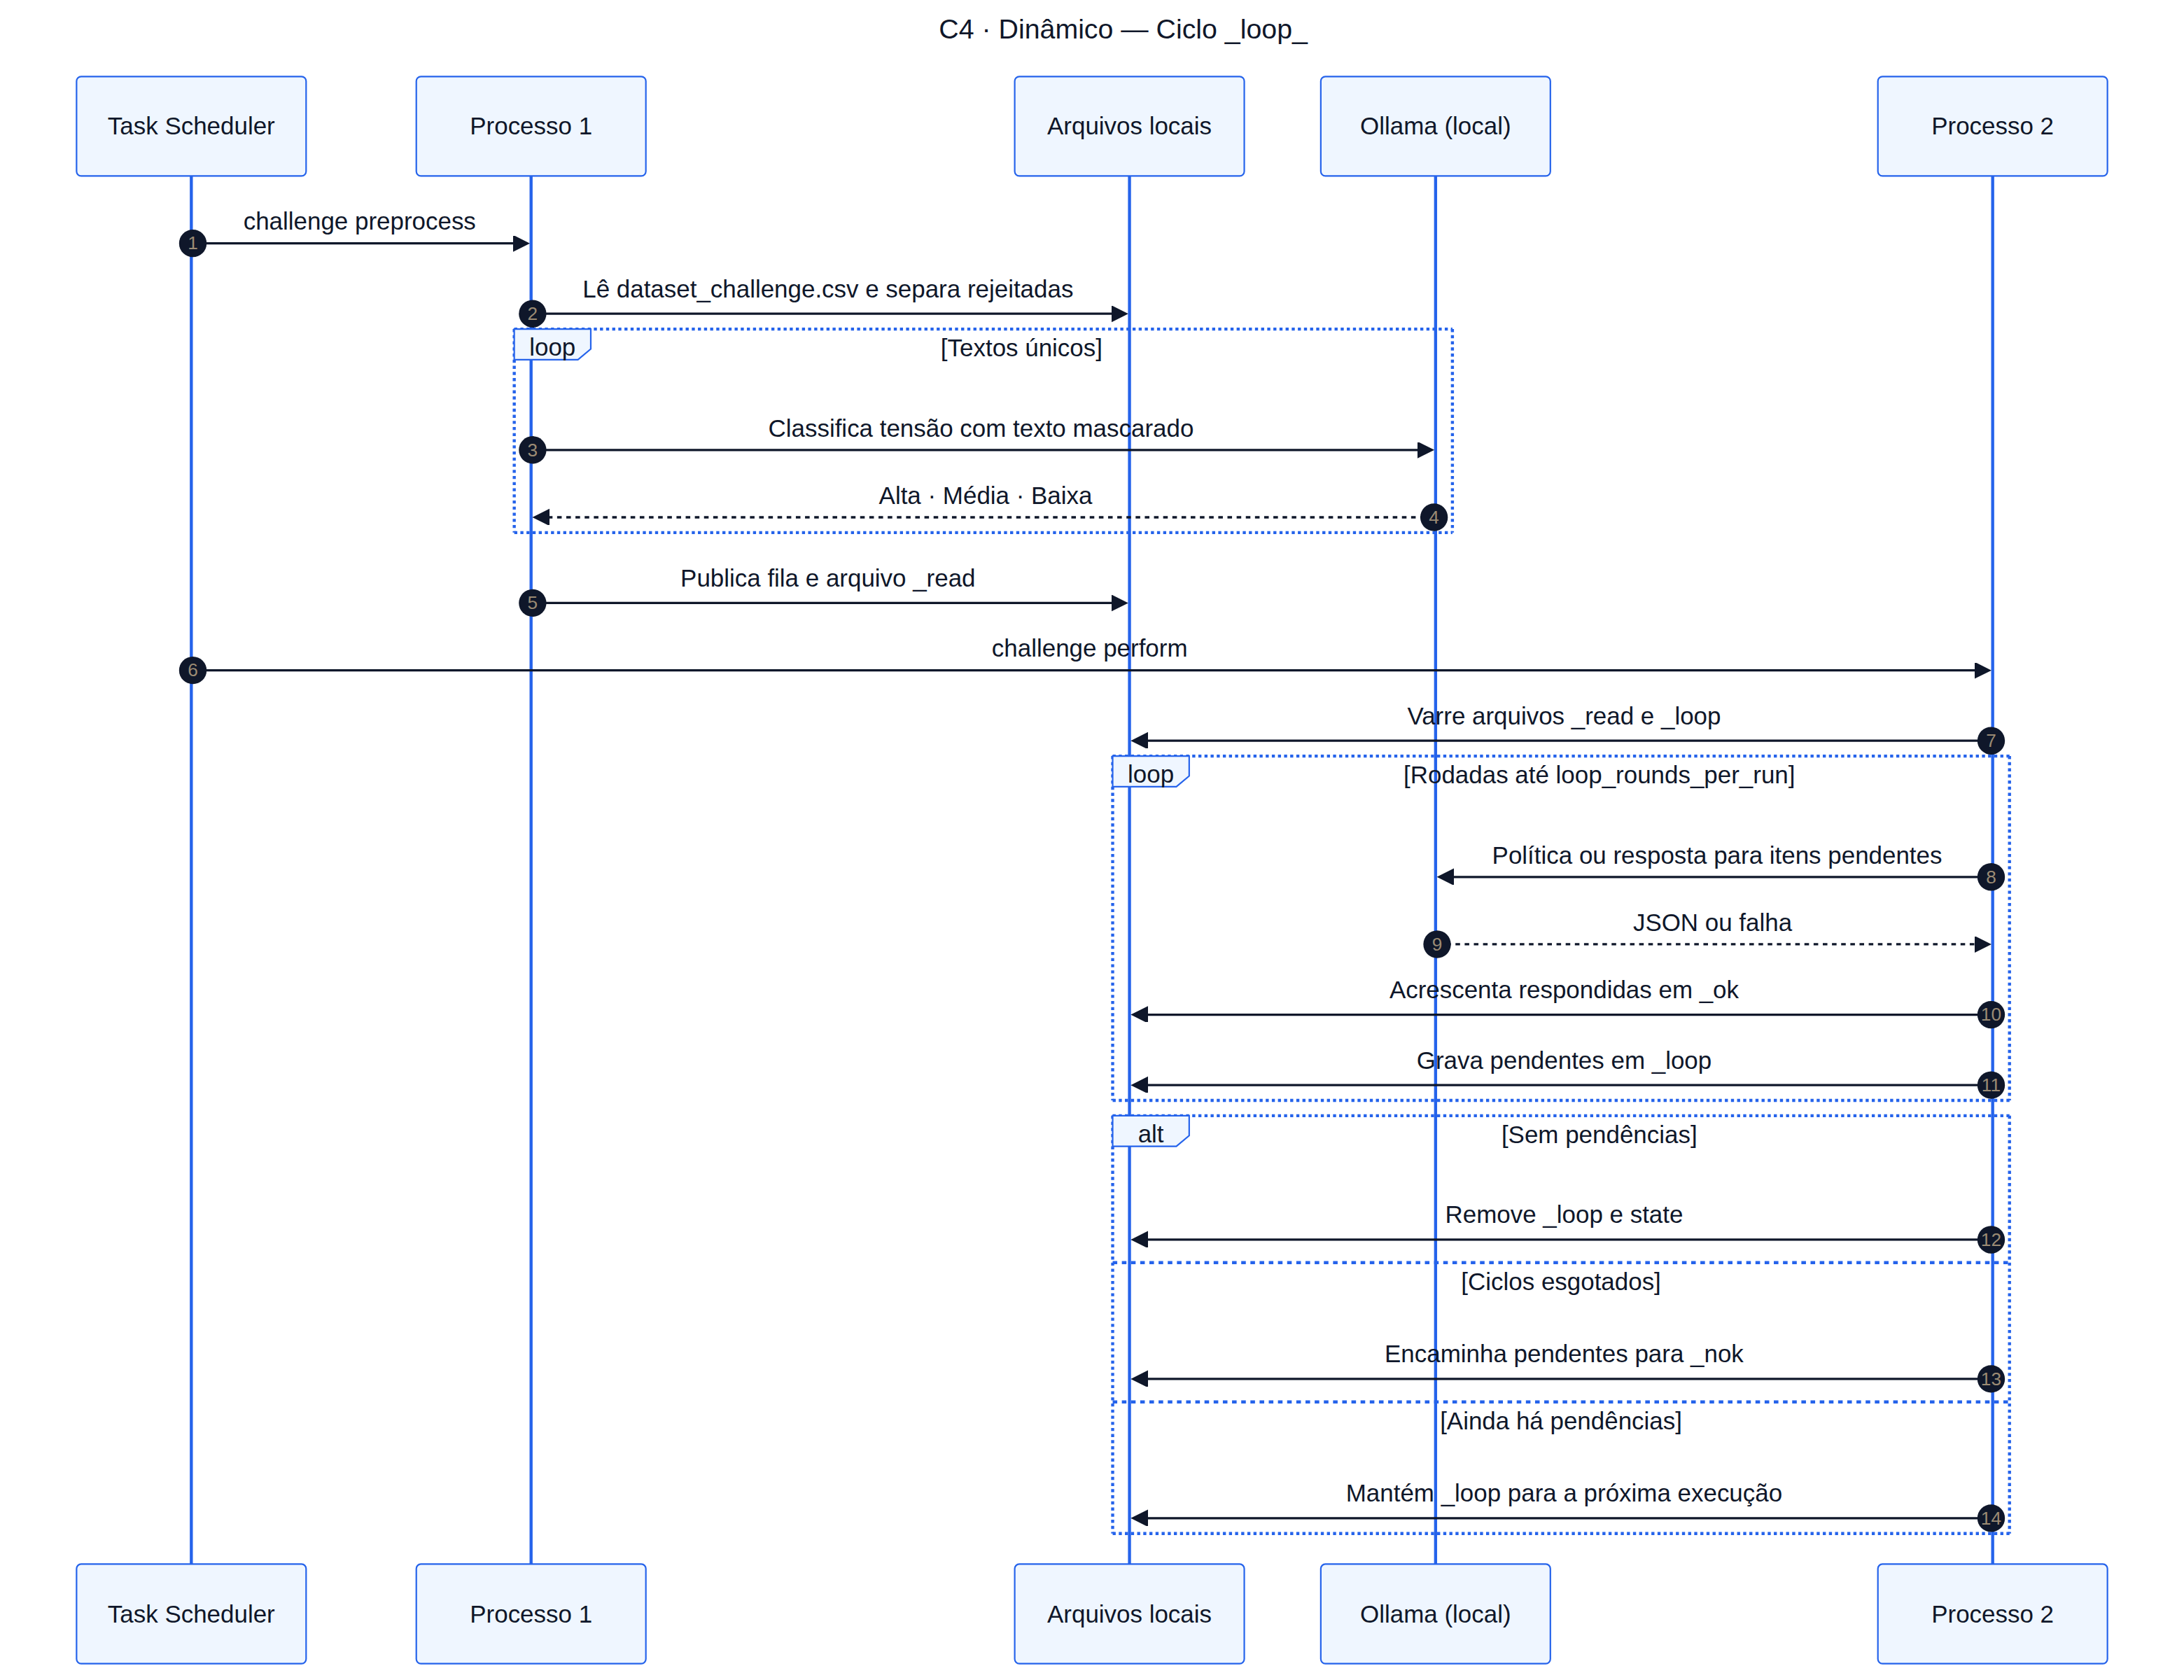 C4 · Dinâmico — Ciclo _loop_
Task Scheduler
Processo 1
Arquivos locais
Ollama (local)
Processo 2
challenge preprocess
1
Lê dataset_challenge.csv e separa rejeitadas
2
loop
[Textos únicos]
Classifica tensão com texto mascarado
3
Alta · Média · Baixa
4
Publica fila e arquivo _read
5
challenge perform
6
Varre arquivos _read e _loop
7
loop
[Rodadas até loop_rounds_per_run]
Política ou resposta para itens pendentes
8
JSON ou falha
9
Acrescenta respondidas em _ok
10
Grava pendentes em _loop
11
alt
[Sem pendências]
Remove _loop e state
12
[Ciclos esgotados]
Encaminha pendentes para _nok
13
[Ainda há pendências]
Mantém _loop para a próxima execução
14
Task Scheduler
Processo 1
Arquivos locais
Ollama (local)
Processo 2